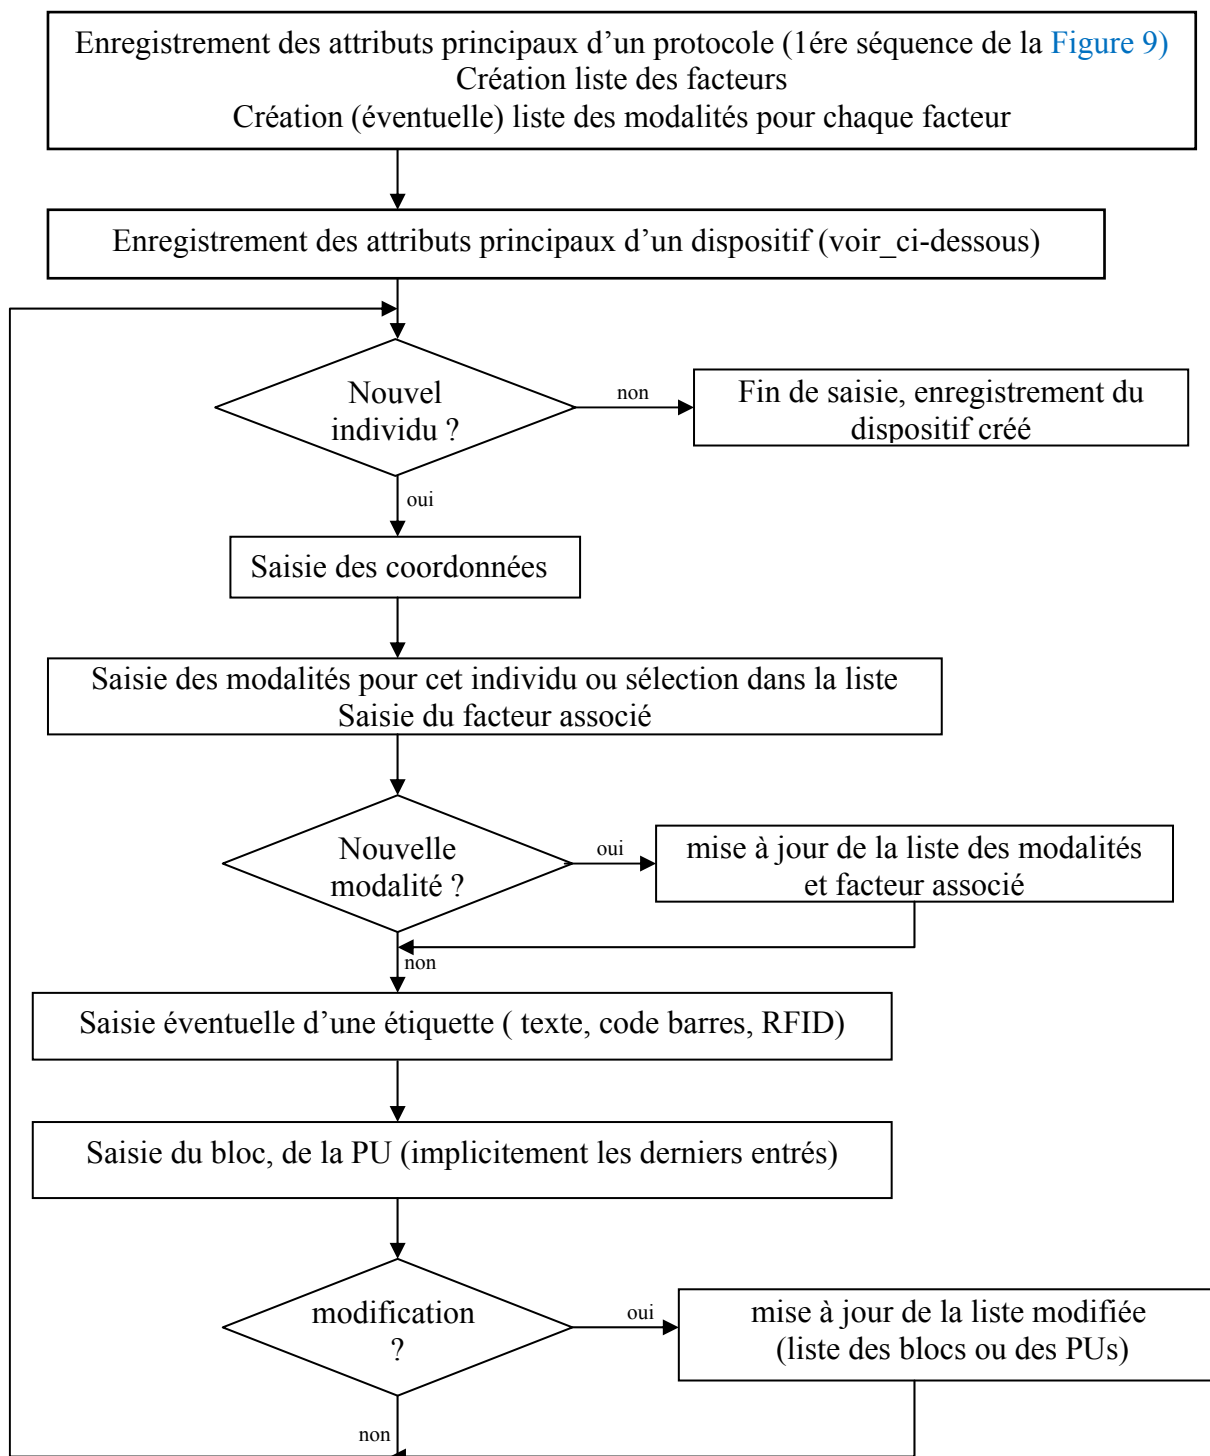 Enregistrement des attributs principaux d’un protocole (1ére séquence de la Figure 9)
Création liste des facteurs
Création (éventuelle) liste des modalités pour chaque facteur
Enregistrement des attributs principaux d’un dispositif (voir_ci-dessous)
Nouvel
individu ?
non
Fin de saisie, enregistrement du
dispositif créé
oui
Saisie des coordonnées
Saisie des modalités pour cet individu ou sélection dans la liste
Saisie du facteur associé
Nouvelle
modalité ?
oui
mise à jour de la liste des modalités
et facteur associé
non
Saisie éventuelle d’une étiquette ( texte, code barres, RFID)
Saisie du bloc, de la PU (implicitement les derniers entrés)
modification
?
oui
mise à jour de la liste modifiée
(liste des blocs ou des PUs)
non